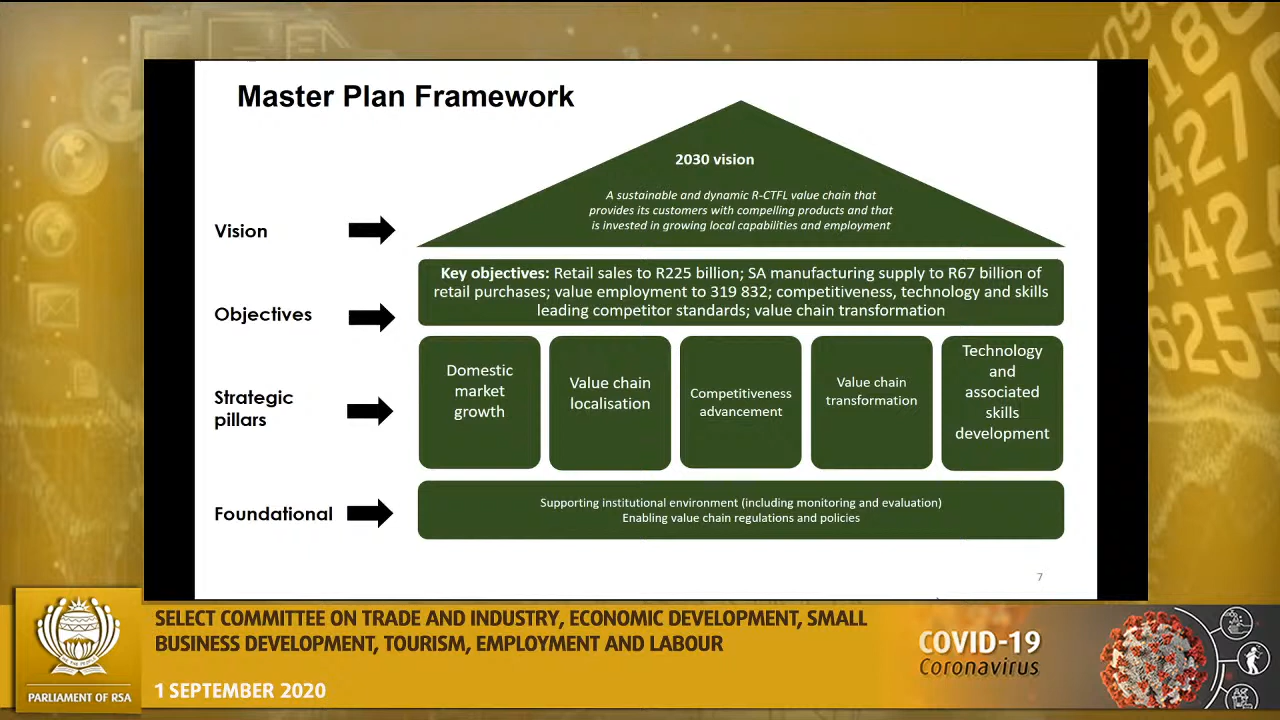 Master Plan Framework
2030 vision
A sustainable and dynamic R-CTFL value chain that
provides its customers with compelling products and that
is invested in growing local capabilities and employment
Vision
Key objectives: Retail sales to R225 billion; SA manufacturing supply to R67 billion of
retail purchases; value employment to 319 832; competitiveness, technology and skills
leading competitor standards; value chain transformation
Objectives
Strategic
pillars
Domestic
market
growth
Value chain
localisation
Competitiveness
advancement
Value chain
transformation
Technology
and
associated
skills
development
Foundational
Supporting institutional environment (including monitoring and evaluation)
Enabling value chain regulations and policies
7
SELECT COMMITTEE ON TRADE AND INDUSTRY, ECONOMIC DEVELOPMENT, SMALL
BUSINESS DEVELOPMENT, TOURISM, EMPLOYMENT AND LABOUR
1 SEPTEMBER 2020
PARLIAMENT OF RSA
COVID-19
Coronavirus